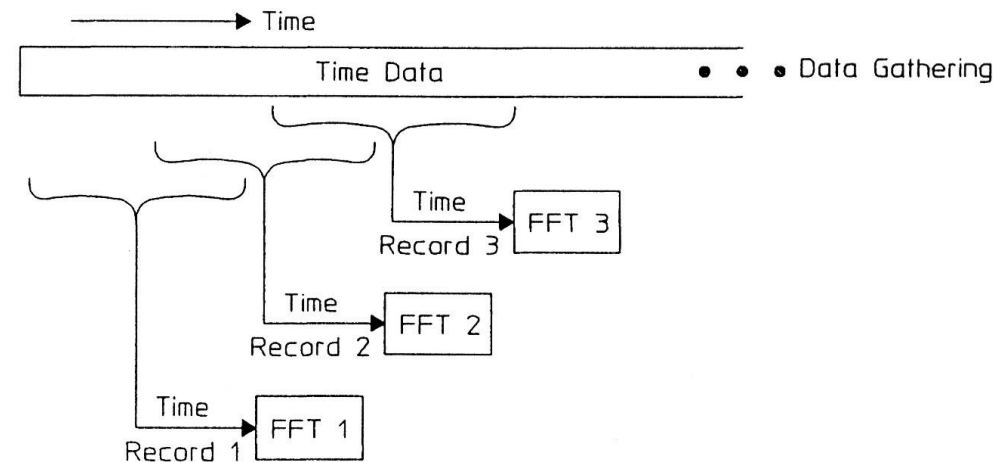 Time
Time Data
Data Gathering
Time
Record 3
FFT 3
Time
Record 2
FFT 2
Time
Record 1
FFT 1